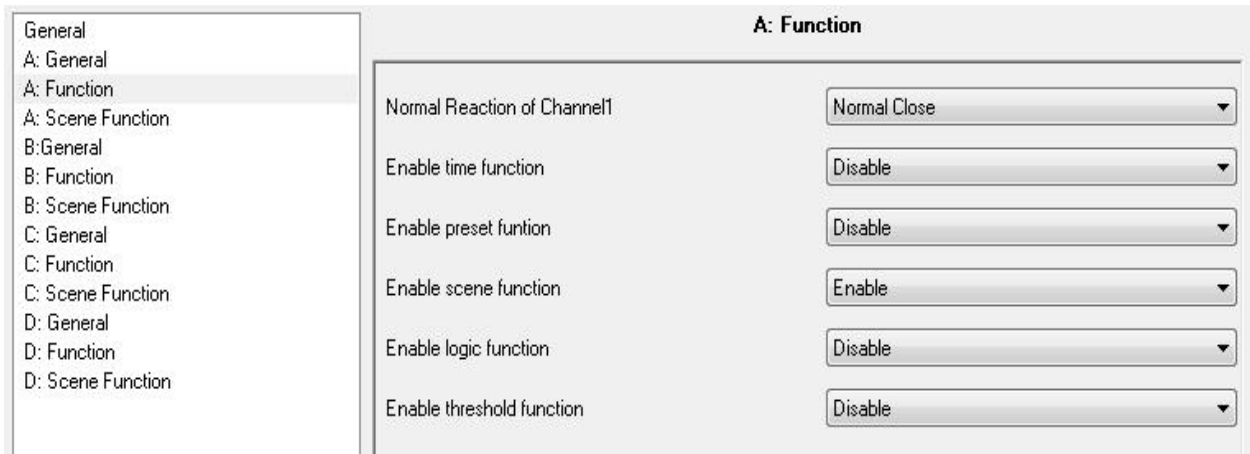 General
A: General
A: Function
A: Scene Function
B:General
B: Function
B: Scene Function
C: General
C: Function
C: Scene Function
D: General
D: Function
D: Scene Function
A: Function
Normal Reaction of Channel1 Normal Close
Enable time function Disable
Enable preset funtion Disable
Enable scene function Enable
Enable logic function Disable
Enable threshold function Disable